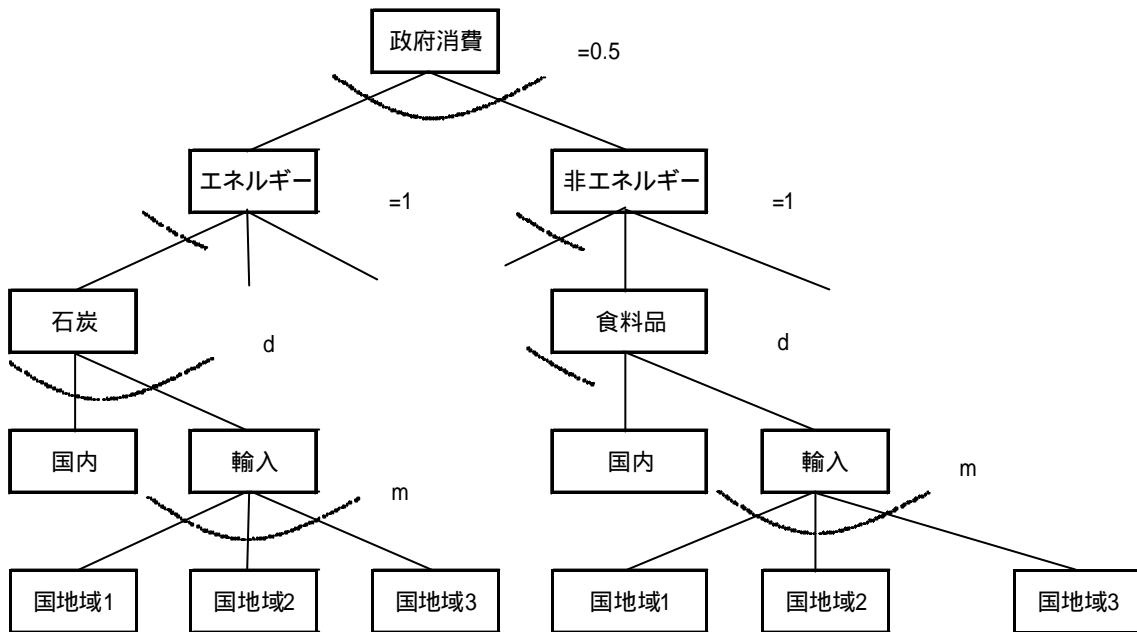 政府消費
=0.5
エネルギー
=1
非エネルギー
=1
石炭
d
食料品
d
国内
輸入
m
国内
輸入
m
国地域1
国地域2
国地域3
国地域1
国地域2
国地域3